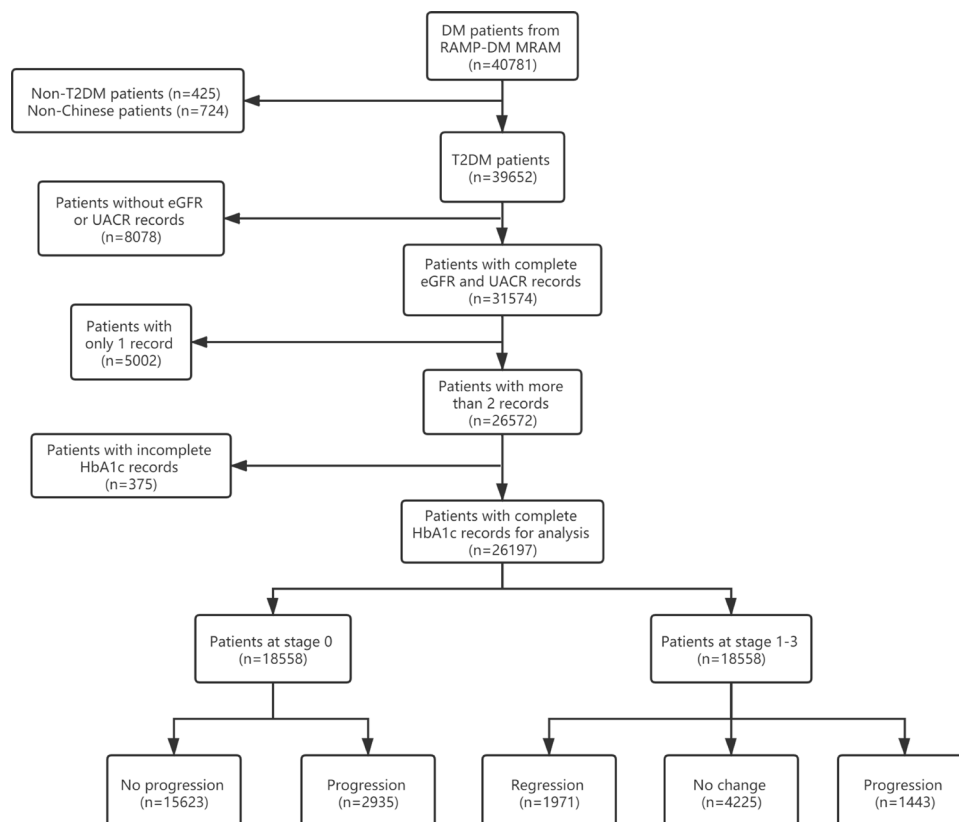 DM patients from
RAMP-DM MRAM
(n=40781)
Non-T2DM patients (n=425)
Non-Chinese patients (n=724)
T2DM patients
(n=39652)
Patients without eGFR
or UACR records
(n=8078)
Patients with complete
eGFR and UACR records
(n=31574)
Patients with
only 1 record
(n=5002)
Patients with more
than 2 records
(n=26572)
Patients with incomplete
HbA1c records
(n=375)
Patients with complete
HbA1c records for analysis
(n=26197)
Patients at stage 0
(n=18558)
Patients at stage 1-3
(n=18558)
No progression
(n=15623)
Progression
(n=2935)
Regression
(n=1971)
No change
(n=4225)
Progression
(n=1443)